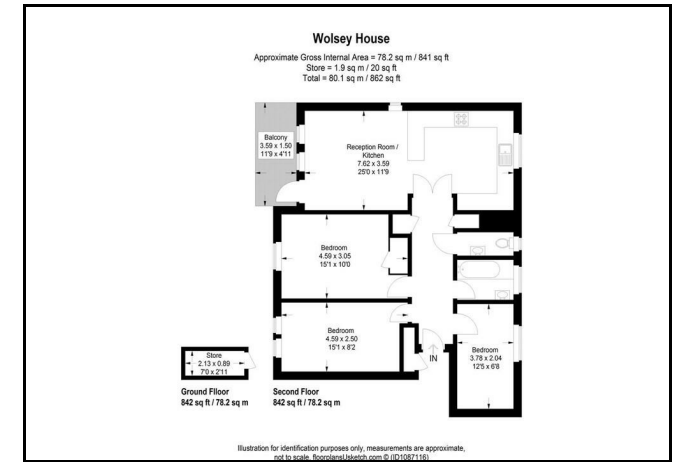 Wolsey House
Approximate Gross Internal Area = 78.2 sq m / 841 sq ft
Store = 1.9 sq m / 20 sq ft
Total = 80.1 sq m / 862 sq ft
Balcony
3.59 x 1.50
11'9 x 4'11
Reception Room /
Kitchen
7.62 x 3.59
25'0 x 11'9
Bedroom
4.59 x 3.05
15'1 x 10'0
Bedroom
4.59 x 2.50
15'1 x 8'2
IN
Bedroom
3.78 x 2.04
12'5 x 6'8
Store
2.13 x 0.89
7'0 x 2'11
Ground Flloor
842 sq ft / 78.2 sq m
Second Floor
842 sq ft / 78.2 sq m
Illustration for identification purposes only, measurements are approximate,
not to scale. floorplansUsketch.com © (ID1087116)